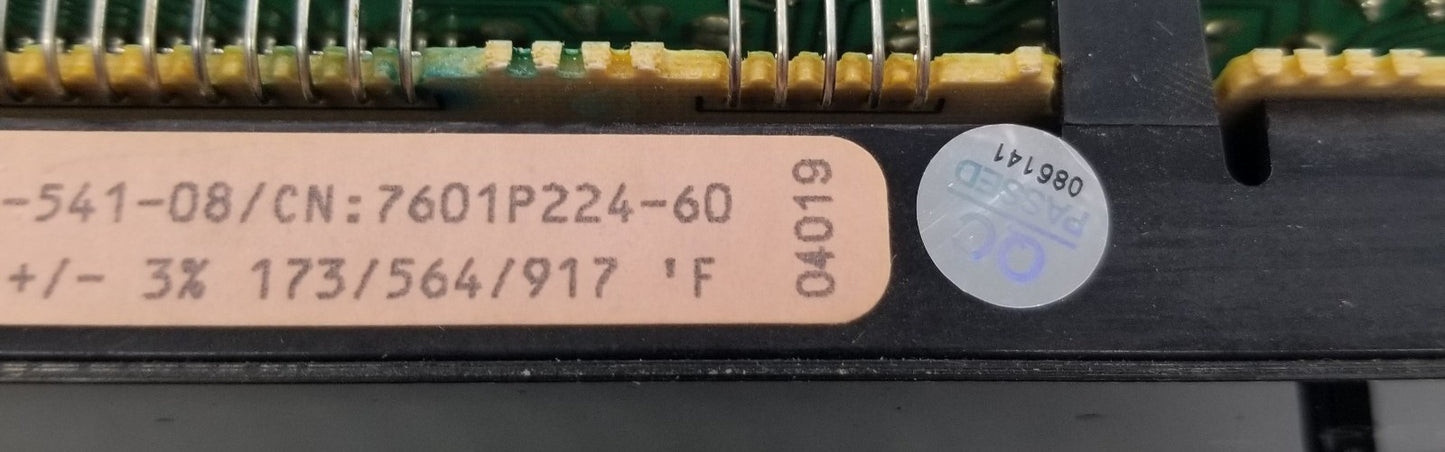 -541-08/CN:7601P224-60
+/- 3% 173/564/917 'F
04019
QC
PASSED
086141